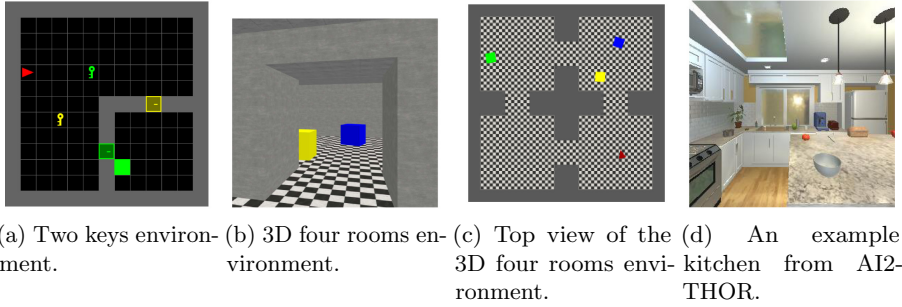 (a) Two keys environ-
ment.
(b) 3D four rooms en-
vironment.
(c) Top view of the
3D four rooms envi-
ronment.
(d) An example
kitchen from AI2-
THOR.